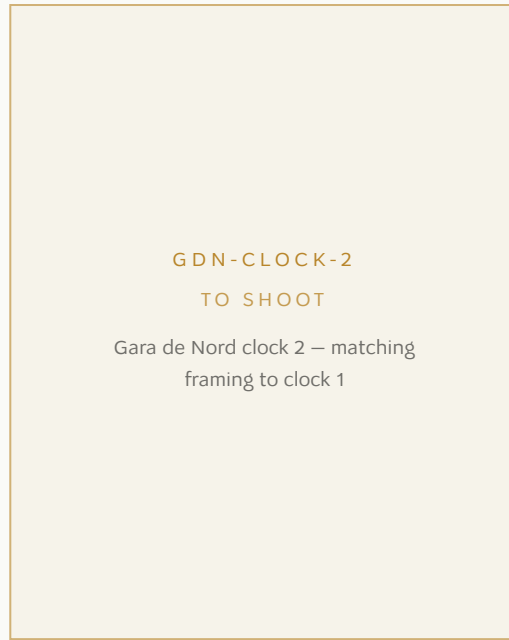 GDN-CLOCK-2
TO SHOOT
Gara de Nord clock 2 — matching
framing to clock 1